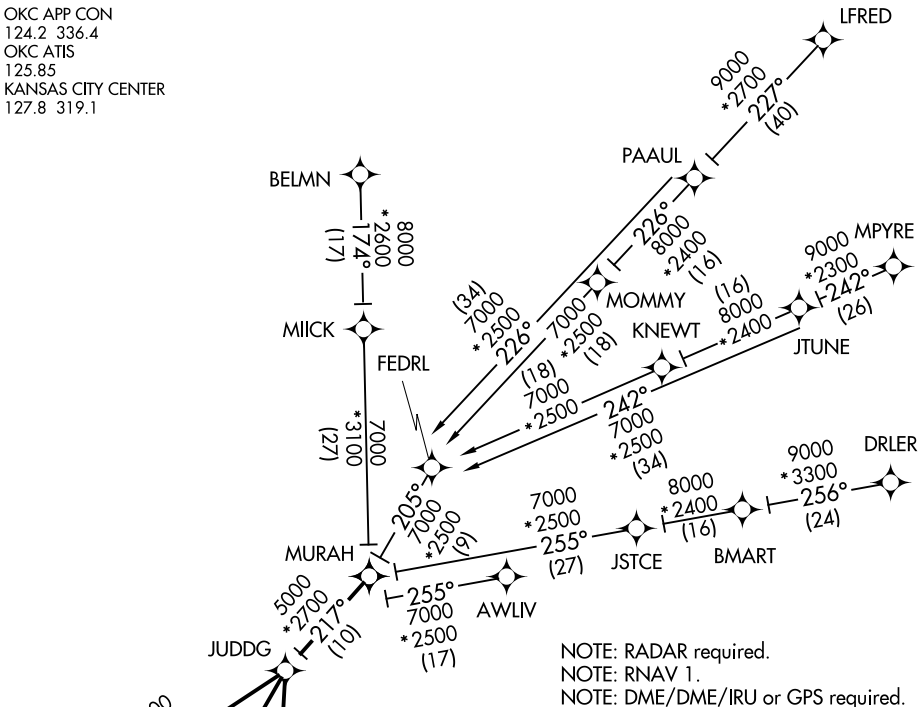 OKC APP CON
124.2 336.4
OKC ATIS
125.85
KANSAS CITY CENTER
127.8 319.1
LFRED
9000
*2700
227°
(40)
PAAUL
226°
8000
*2400
(16)
BELMN
8000
*2600
174°
(17)
MPYRE
9000
*2300
242°
(26)
MOMMY
7000
*2500
(18)
(34)
7000
*2500
226°
MIICK
KNEWT
(16)
8000
*2400
JTUNE
FEDRL
(18)
7000
*2500
242°
7000
*2500
(34)
7000
*3100
(27)
DRLER
9000
*3300
256°
(24)
8000
*2400
(16)
BMART
7000
*2500
255°
(27)
JSTCE
205°
7000
*2500
(9)
MURAH
255°
7000
*2500
(17)
AWLIV
5000
*2700
217°
(10)
JUDDG
NOTE: RADAR required.
NOTE: RNAV 1.
NOTE: DME/DME/IRU or GPS required.